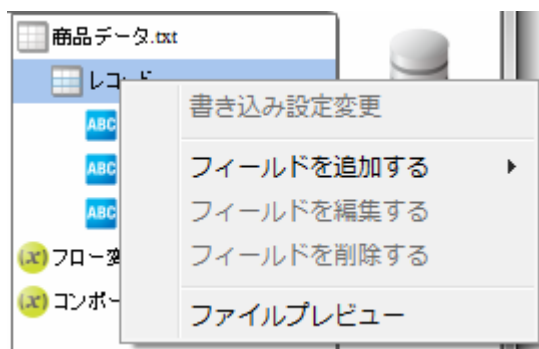 商品データ.txt
レコード
ABC
書き込み設定変更
ABC
フィールドを追加する
ABC
フィールドを編集する
(x) フロー変
フィールドを削除する
(x) コンポー
ファイルプレビュー